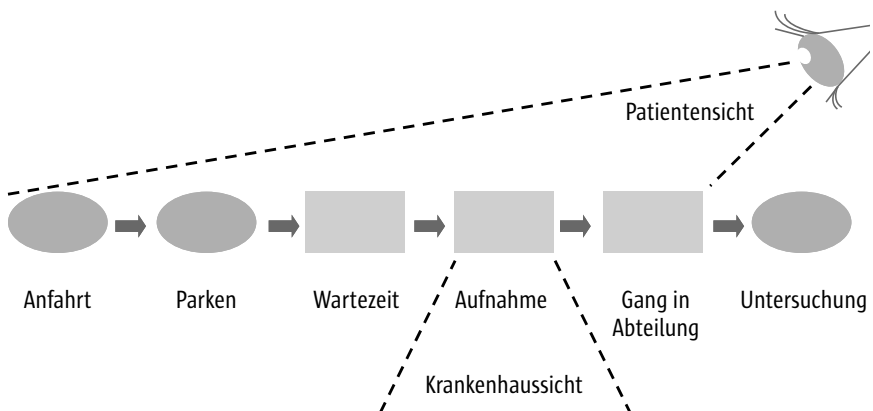 Patientensicht
Anfahrt
Parken
Wartezeit
Aufnahme
Gang in
Abteilung
Untersuchung
Krankenhaussicht